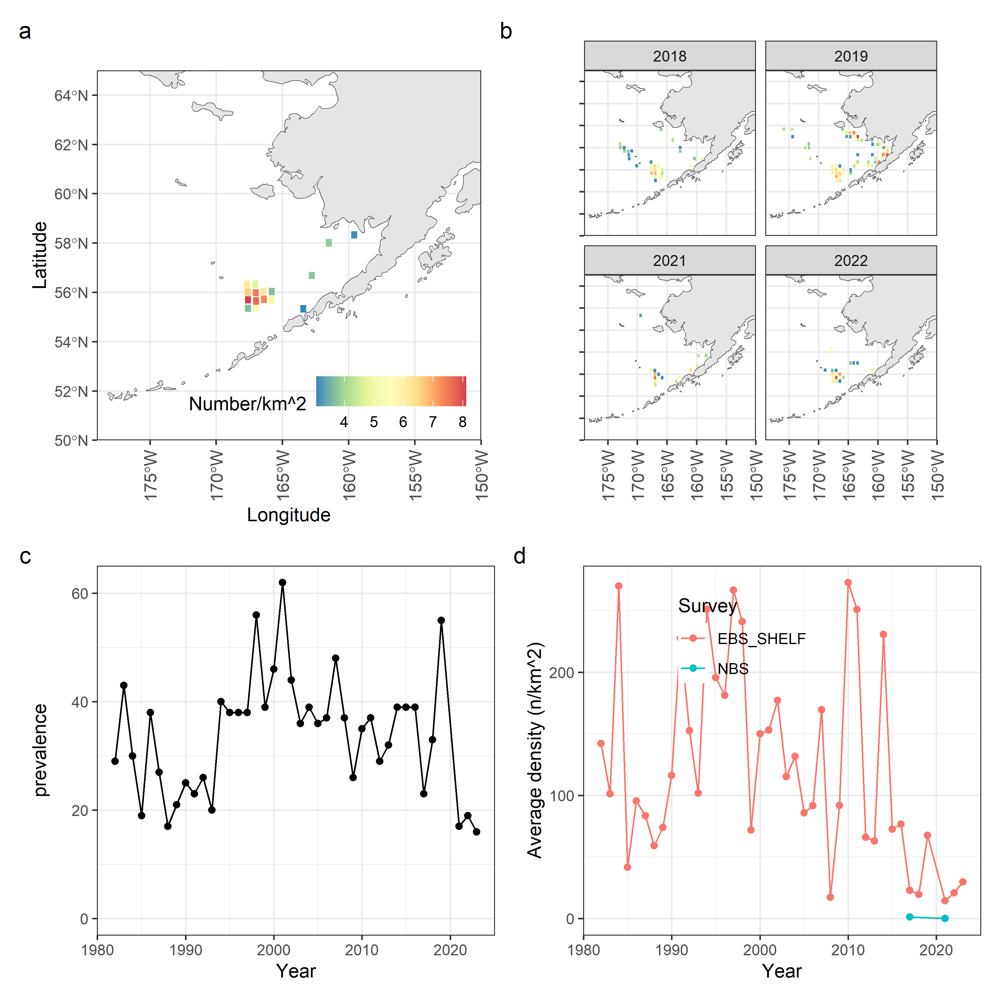 a
64°N
62°N
60°N
58°N
56°N
54°N
52°N
50°N
Latitude
Number/km^2
4 5 6 7 8
175°W 170°W 165°W 160°W 155°W 150°W
Longitude
b
2018 2019
2021 2022
175°W 170°W 165°W 160°W 155°W 150°W 175°W 170°W 165°W 160°W 155°W 150°W
c
60
40
20
0
prevalence
1980 1990 2000 2010 2020
Year
d
200
100
0
Average density (n/km^2)
Survey
EBS_SHELF
NBS
1980 1990 2000 2010 2020
Year